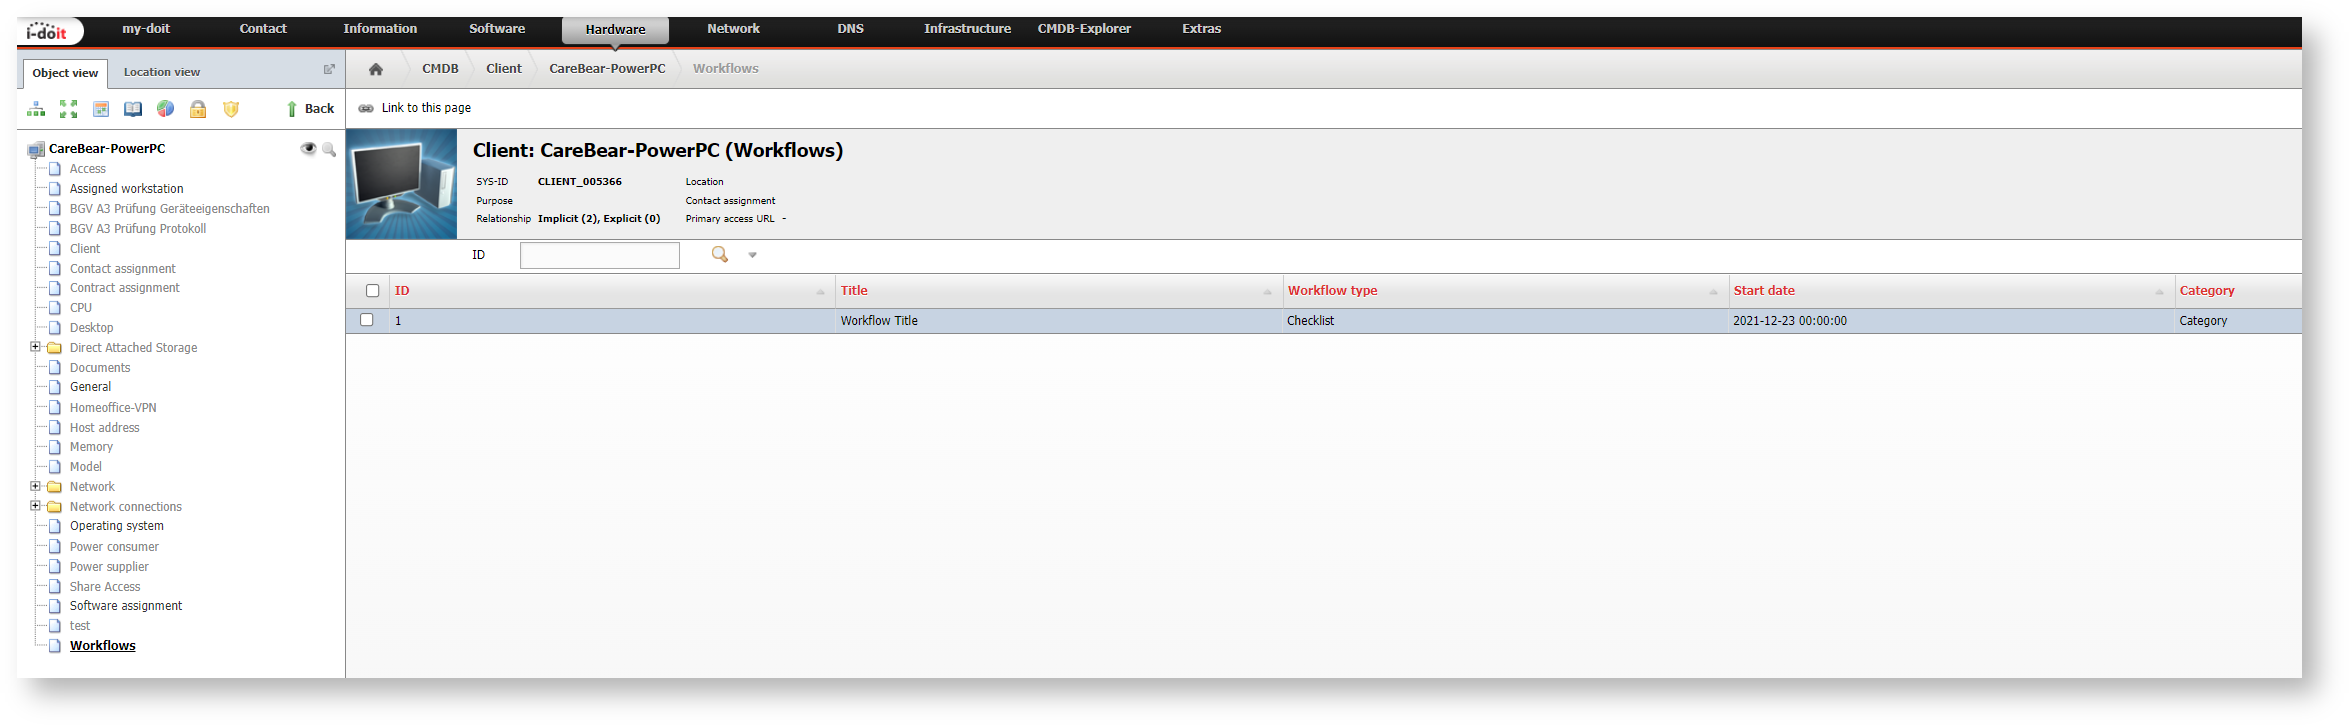 i-doit my-doit Contact Information Software Hardware Network DNS Infrastructure CMDB-Explorer Extras
Object view Location view
CMDB Client CareBear-PowerPC Workflows
Back
Link to this page
CareBear-PowerPC
Access
Assigned workstation
BGV A3 Prüfung Geräteeigenschaften
BGV A3 Prüfung Protokoll
Client
Contact assignment
Contract assignment
CPU
Desktop
Direct Attached Storage
Documents
General
Homeoffice-VPN
Host address
Memory
Model
Network
Network connections
Operating system
Power consumer
Power supplier
Share Access
Software assignment
test
Workflows
Client: CareBear-PowerPC (Workflows)
SYS-ID CLIENT_005366 Location
Purpose Contact assignment
Relationship Implicit (2), Explicit (0) Primary access URL -
ID
ID Title Workflow type Start date Category
1 Workflow Title Checklist 2021-12-23 00:00:00 Category